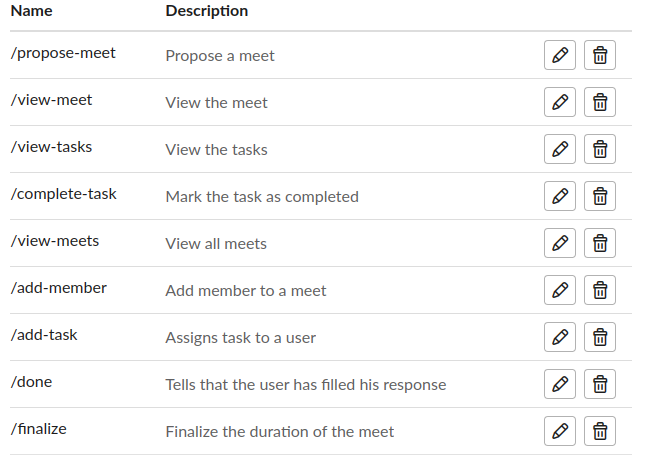 Name Description
/propose-meet Propose a meet
/view-meet View the meet
/view-tasks View the tasks
/complete-task Mark the task as completed
/view-meets View all meets
/add-member Add member to a meet
/add-task Assigns task to a user
/done Tells that the user has filled his response
/finalize Finalize the duration of the meet